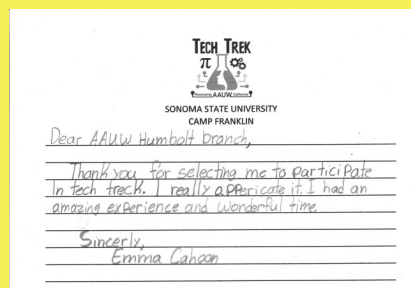 TECH TREK
π
Powered by AAUW California
SONOMA STATE UNIVERSITY
CAMP FRANKLIN
Dear AAUW Humbolt branch,
Thank you for selecting me to participate
In tech treck. I really appericate it. I had an
amazing experience and wonderful time.
Sincerly,
Emma Cahoon